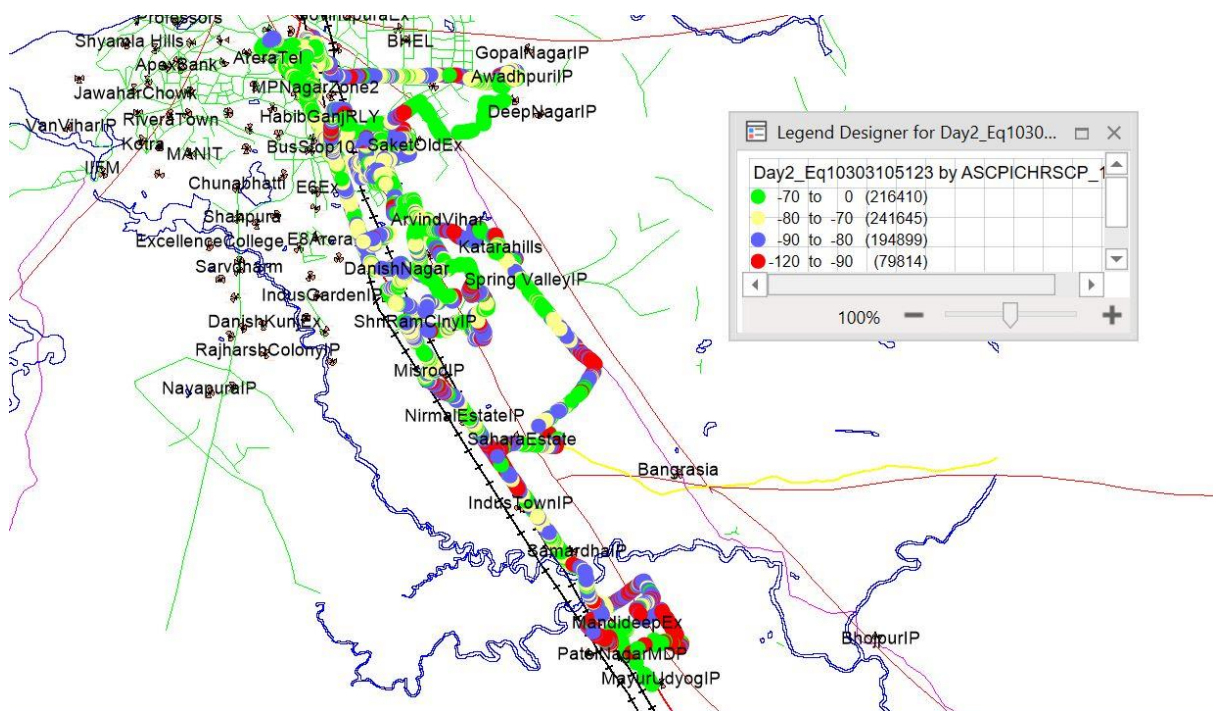 Professors
GovindpuraEx
Shyamla Hills
AreraTel
BHEL
GopalNagarIP
ApexBank
AwadhpuriIP
JawaharChowk
MPNagarZone2
DeepNagarIP
VanViharIP
RiveraTown
HabibGanjRLY
Kotra
MANIT
BusStop10
SaketOldEx
IIFM
Chunabhatti
E6Ex
Shahpura
ArvindVihar
ExcellenceCollege
E8Arera
Katarahills
Sarvdharm
DanishNagar
Spring ValleyIP
IndusGardenIP
DanishKunjEx
ShriRamClnyIP
RajharshColonyIP
MisrodIP
NayapuraIP
NirmalEstateIP
SaharaEstate
Bangrasia
IndusTownIP
SamardhaIP
MandideepEx
BhojpurIP
PatelNagarMDP
MayurUdyogIP
Legend Designer for Day2_Eq1030...
Day2_Eq10303105123 by ASCPICHRSCP_1
-70 to 0 (216410)
-80 to -70 (241645)
-90 to -80 (194899)
-120 to -90 (79814)
100%